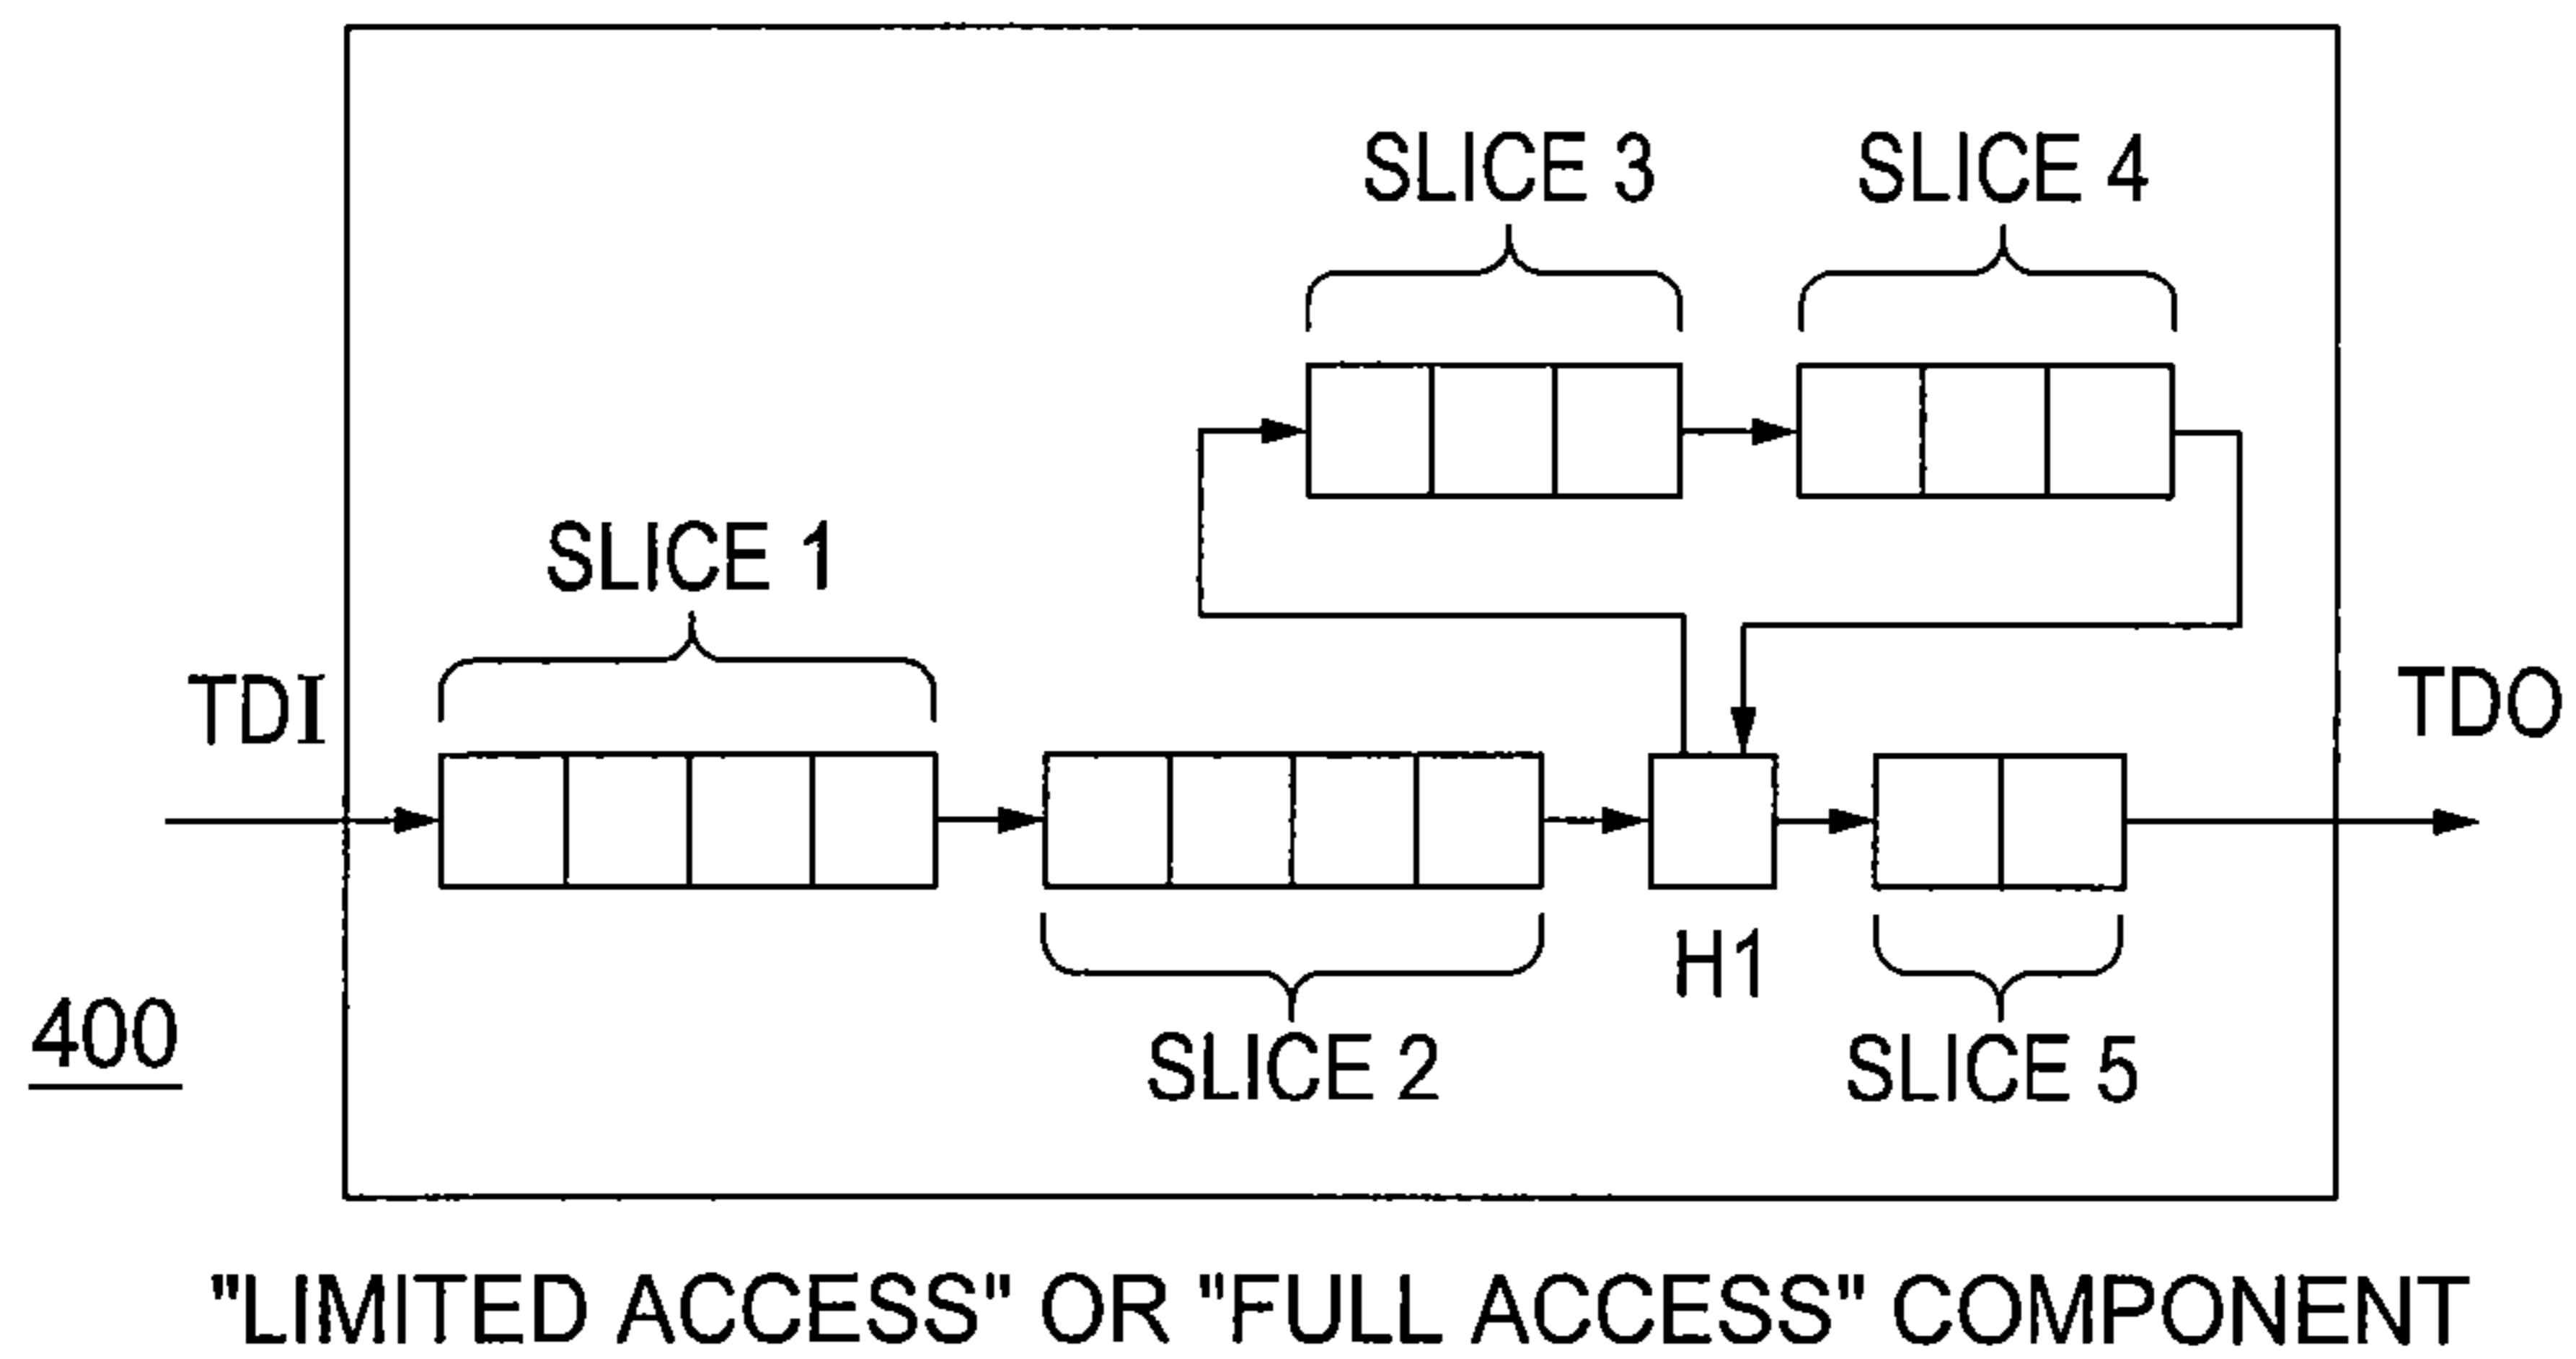 SLICE 3
SLICE 4
SLICE 1
TDI
TDO
H1
400
SLICE 2
SLICE 5
"LIMITED ACCESS" OR "FULL ACCESS" COMPONENT